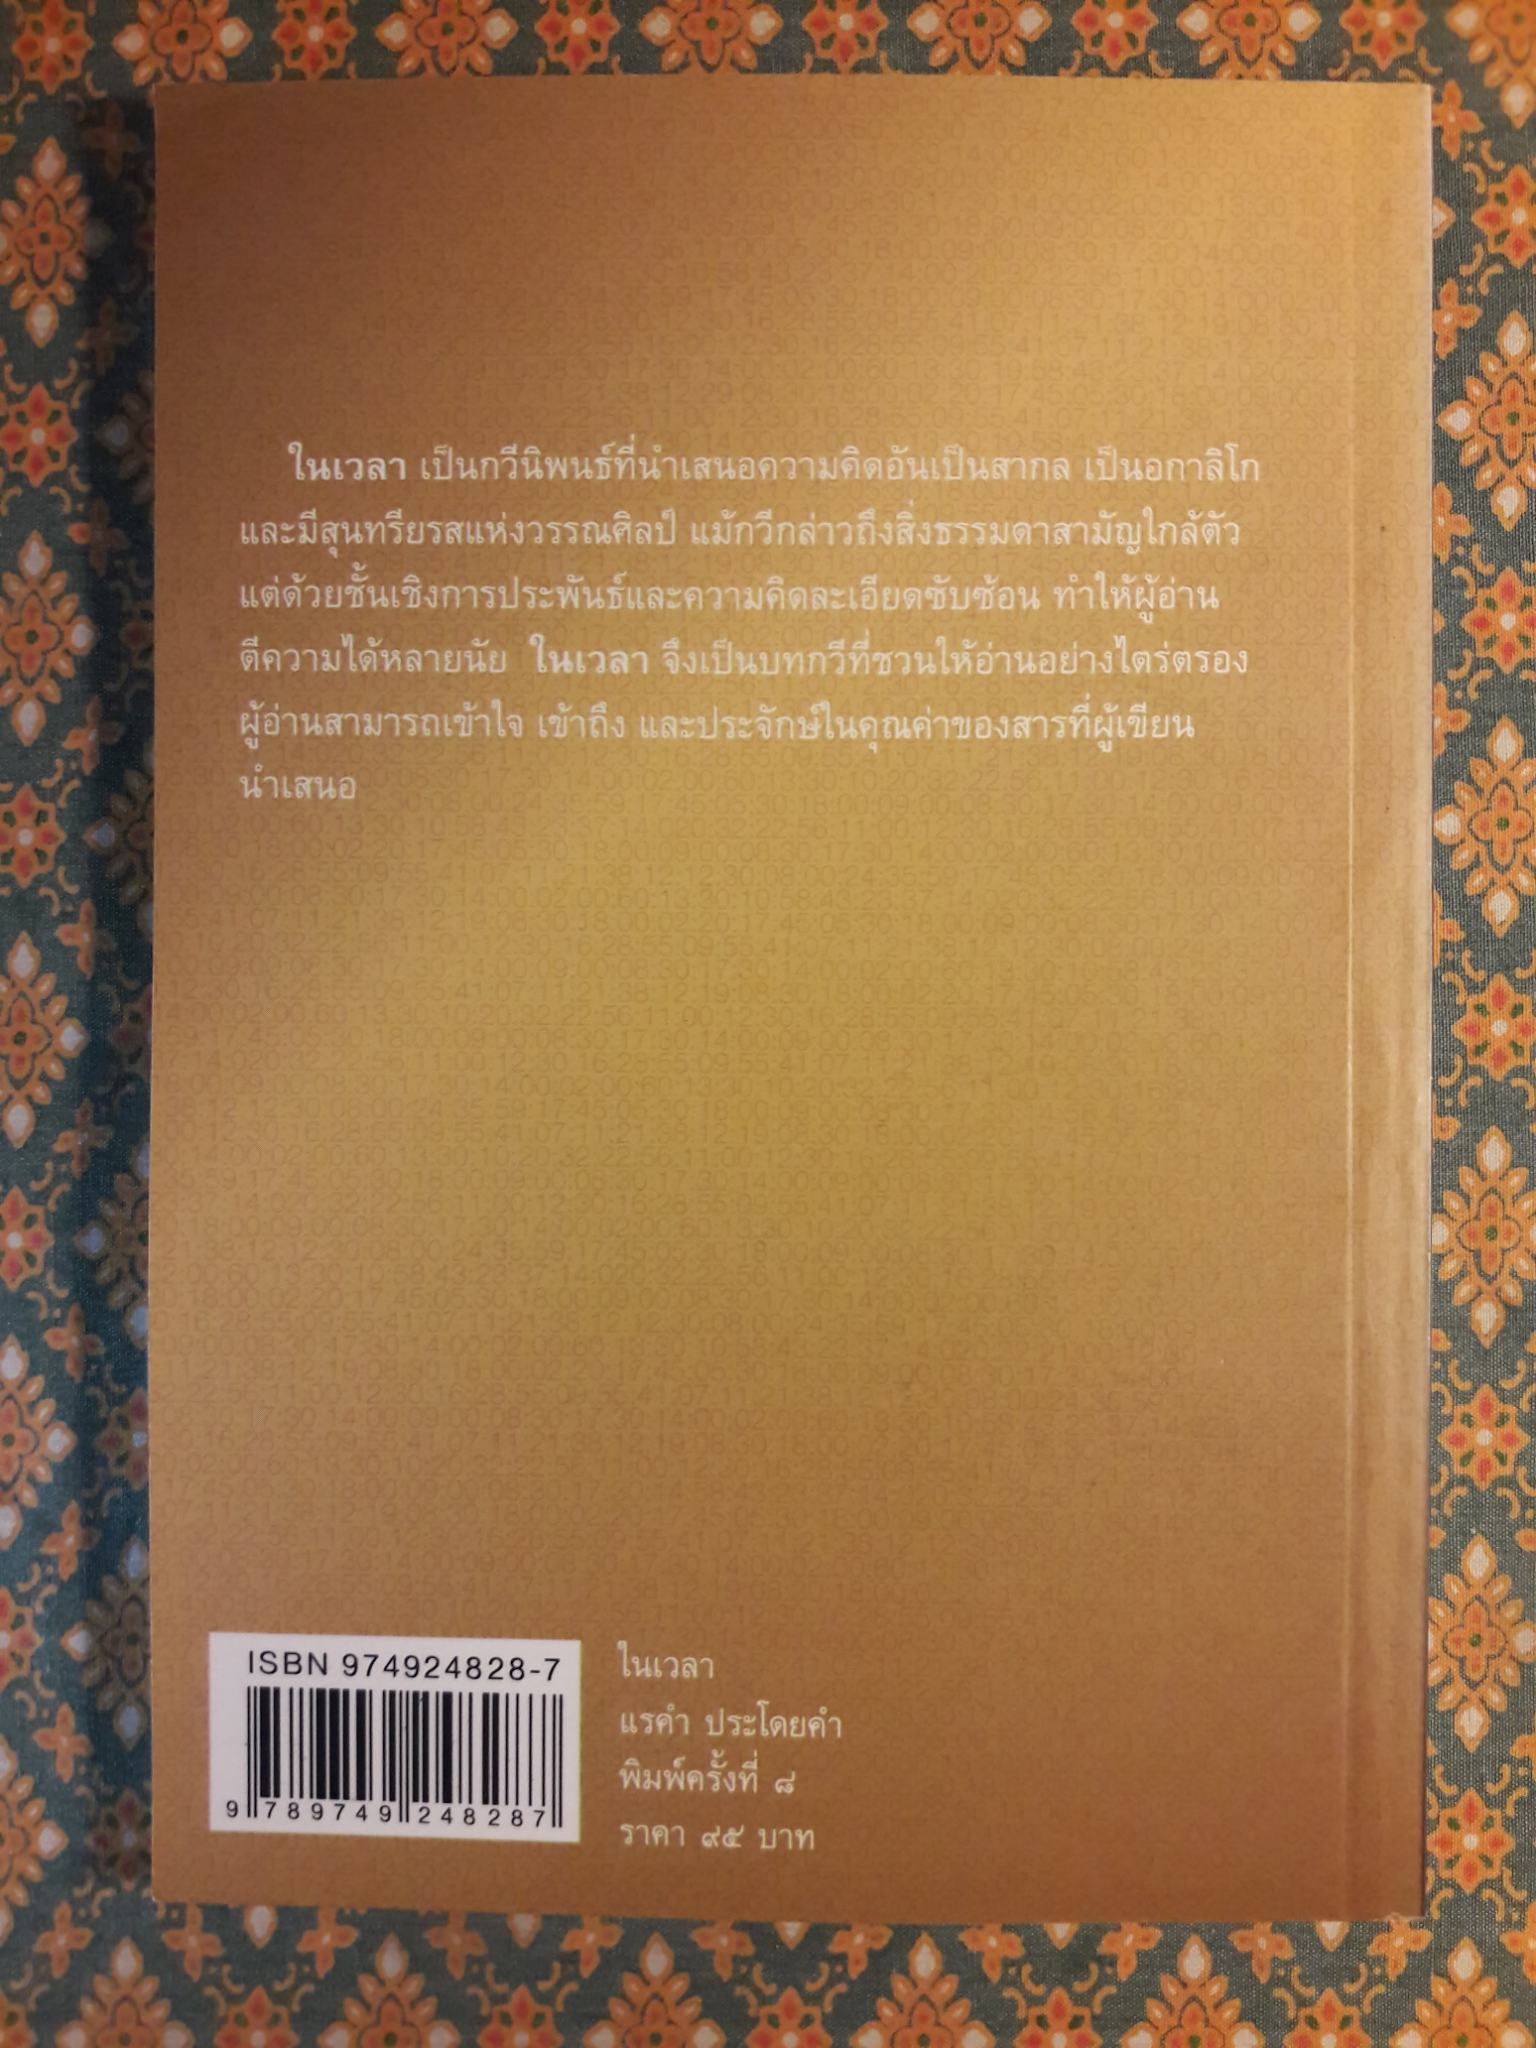 ในเวลา เป็นกวีนิพนธ์ที่นำเสนอความคิดอันเป็นสากล เป็นอกาลิโก
และมีสุนทรียรสแห่งวรรณศิลป์ แม้กวีกล่าวถึงสิ่งธรรมดาสามัญใกล้ตัว
แต่ด้วยชั้นเชิงการประพันธ์และความคิดละเอียดซับซ้อน ทำให้ผู้อ่าน
ตีความได้หลายนัย ในเวลา จึงเป็นบทกวีที่ชวนให้อ่านอย่างไตร่ตรอง
ผู้อ่านสามารถเข้าใจ เข้าถึง และประจักษ์ในคุณค่าของสารที่ผู้เขียน
นำเสนอ
ISBN 974924828-7
9 789749 248287
ในเวลา
แรคำ ประโดยคำ
พิมพ์ครั้งที่ ๘
ราคา ๙๕ บาท